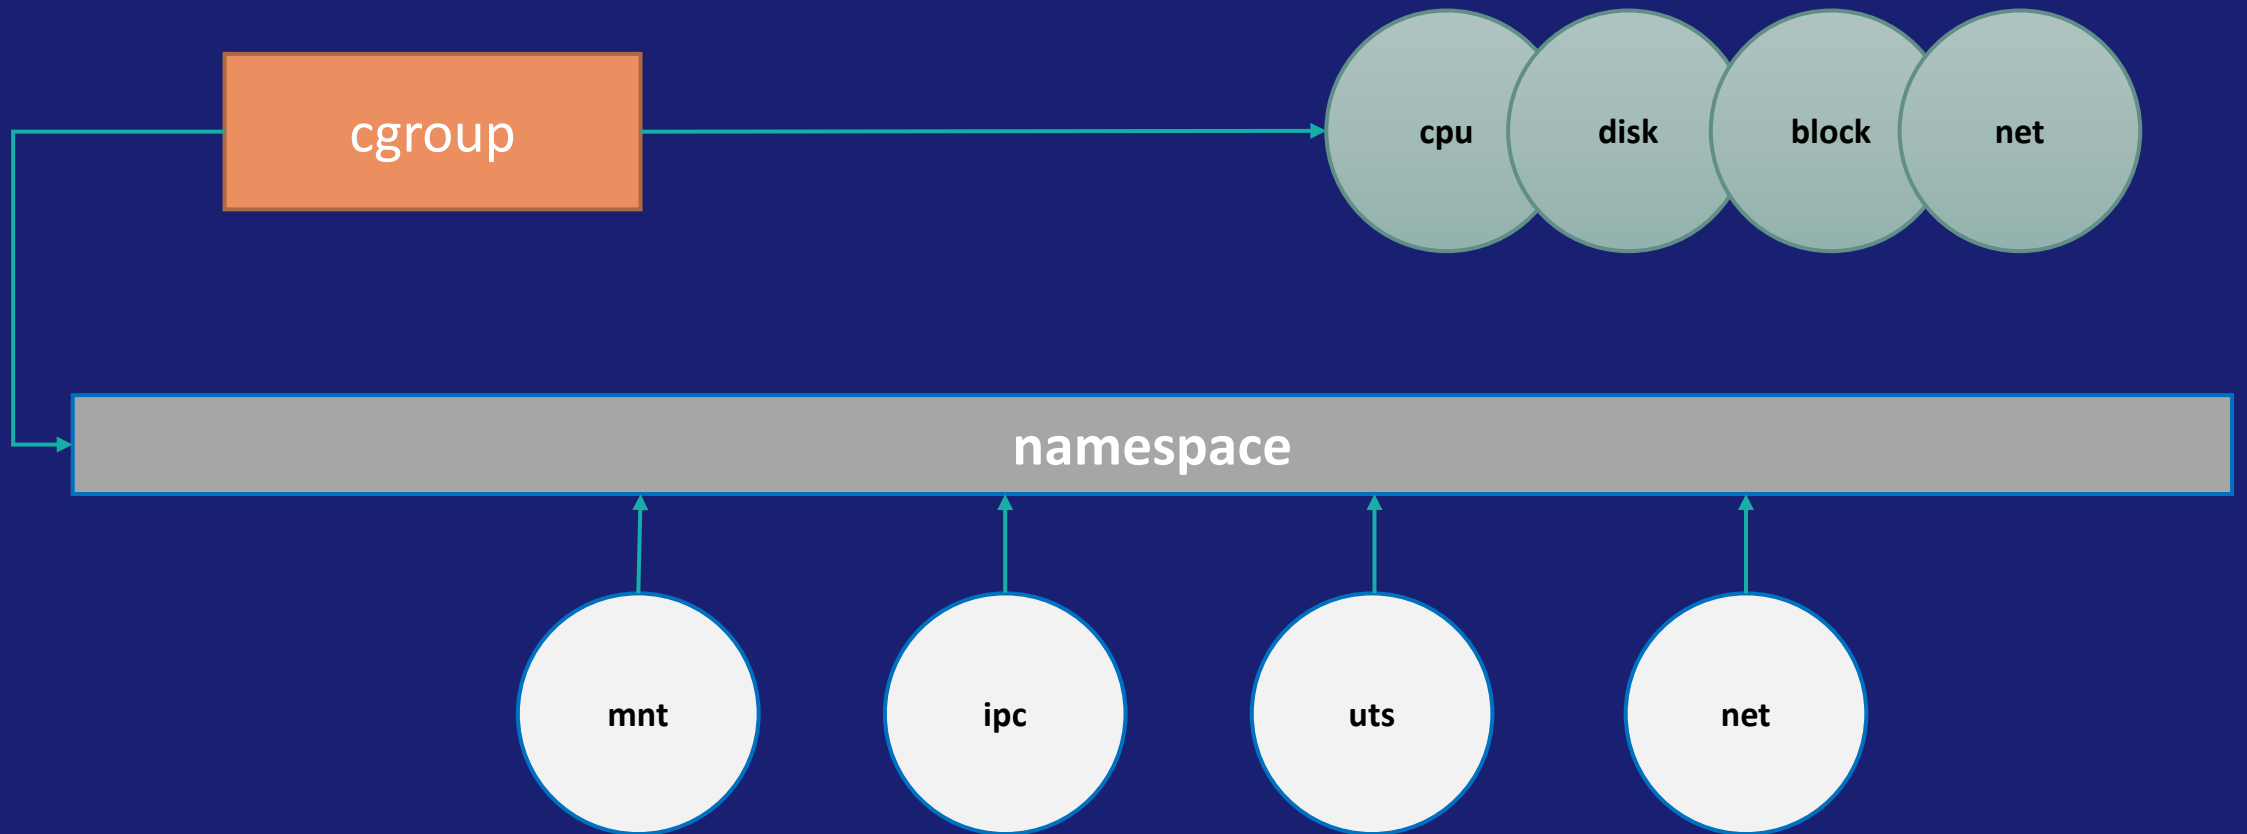 cgroup
cpu
disk
block
net
namespace
mnt
ipc
uts
net